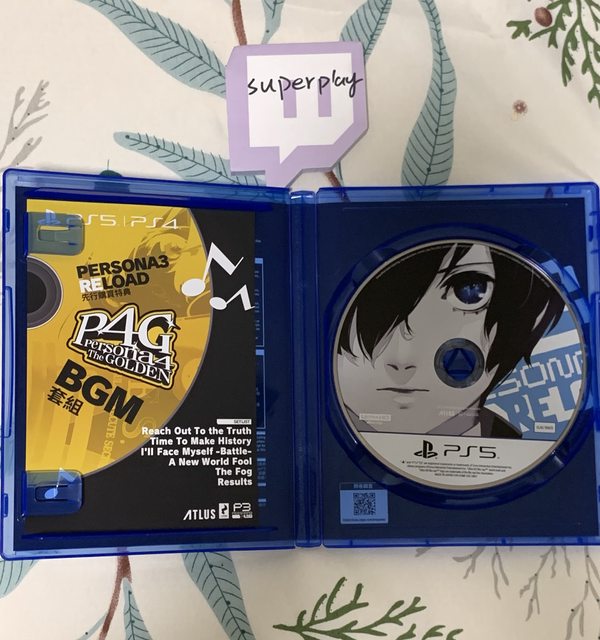 superplay
PS5 | PS4
PERSONA3
RELOAD
先行購買特典
P4G
Persona4
The GOLDEN
BGM
套組
SETLIST
Reach Out To the Truth
Time To Make History
I'll Face Myself -Battle-
A New World Fool
The Fog
Results
ATLUS
P3
PS5